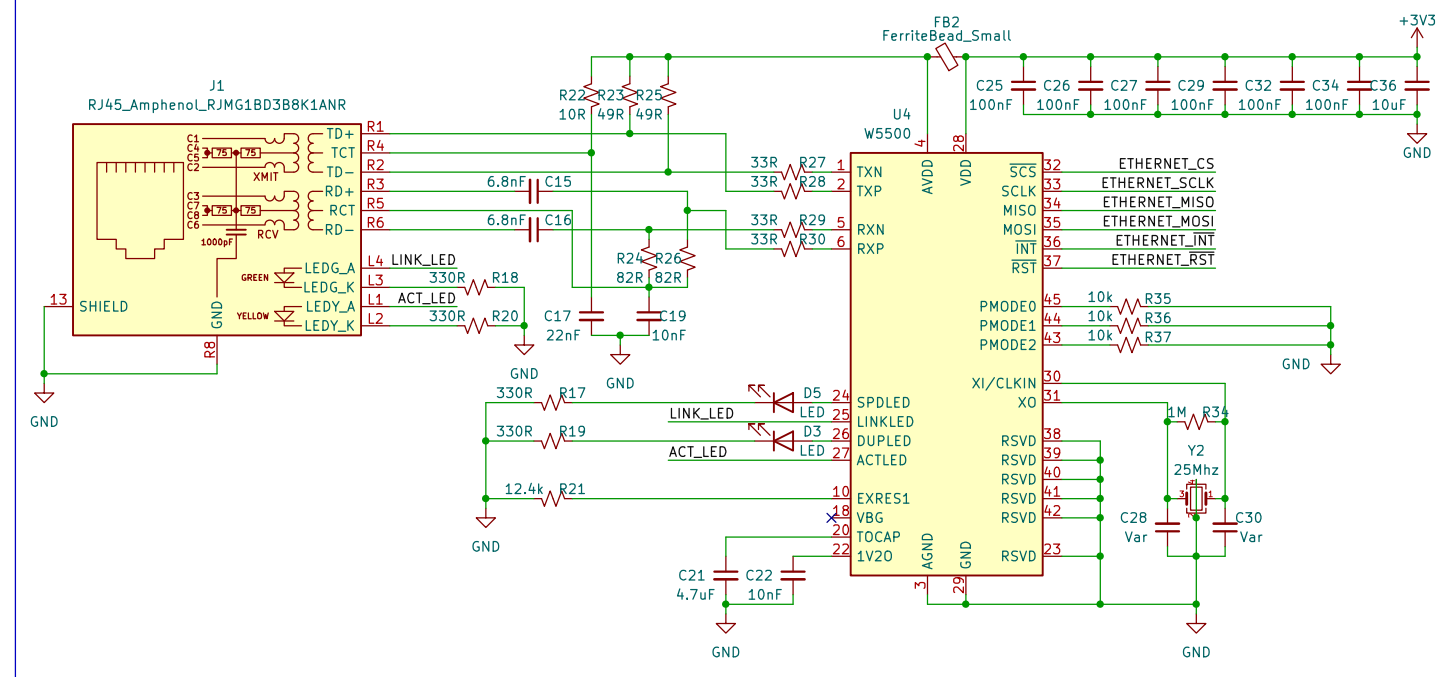 FB2
FerriteBead_Small
+3V3
J1
RJ45_Amphenol_RJMG1BD3B8K1ANR
R22 R23 R25
10R 49R 49R
C25 C26 C27 C29 C32 C34 C36
100nF 100nF 100nF 100nF 100nF 100nF 10uF
GND
U4
W5500
4 28
AVDD VDD
C1
C4
C5
C2
75 75
XMIT
TD+ R1
TCT R4
TD- R2
C3
C7
C8
C6
75 75
RCV
1000pF
RD+ R3
RCT R5
RD- R6
6.8nF C15
6.8nF C16
33R R27 1 TXN
33R R28 2 TXP
33R R29 5 RXN
33R R30 6 RXP
R24 R26
82R 82R
SCS 32 ETHERNET_CS
SCLK 33 ETHERNET_SCLK
MISO 34 ETHERNET_MISO
MOSI 35 ETHERNET_MOSI
INT 36 ETHERNET_INT
RST 37 ETHERNET_RST
GREEN
LEDG_A L4 LINK_LED
LEDG_K L3 330R R18
YELLOW
LEDY_A L1 ACT_LED
LEDY_K L2 330R R20
13 SHIELD
GND
R8
GND
GND
C17
22nF
C19
10nF
GND
PMODE0 45 10k R35
PMODE1 44 10k R36
PMODE2 43 10k R37
GND
XI/CLKIN 30
XO 31
330R R17 D5 24 SPDLED
LINK_LED LED 25 LINKLED
330R R19 D3 26 DUPLED
ACT_LED LED 27 ACTLED
12.4k R21 10 EXRES1
18 VBG
20 TOCAP
22 1V2O
GND
C21 C22
4.7uF 10nF
GND
RSVD 38
RSVD 39
RSVD 40
RSVD 41
RSVD 42
RSVD 23
AGND GND
3 29
1M R34
Y2
25Mhz
3 1
C28 C30
Var Var
GND